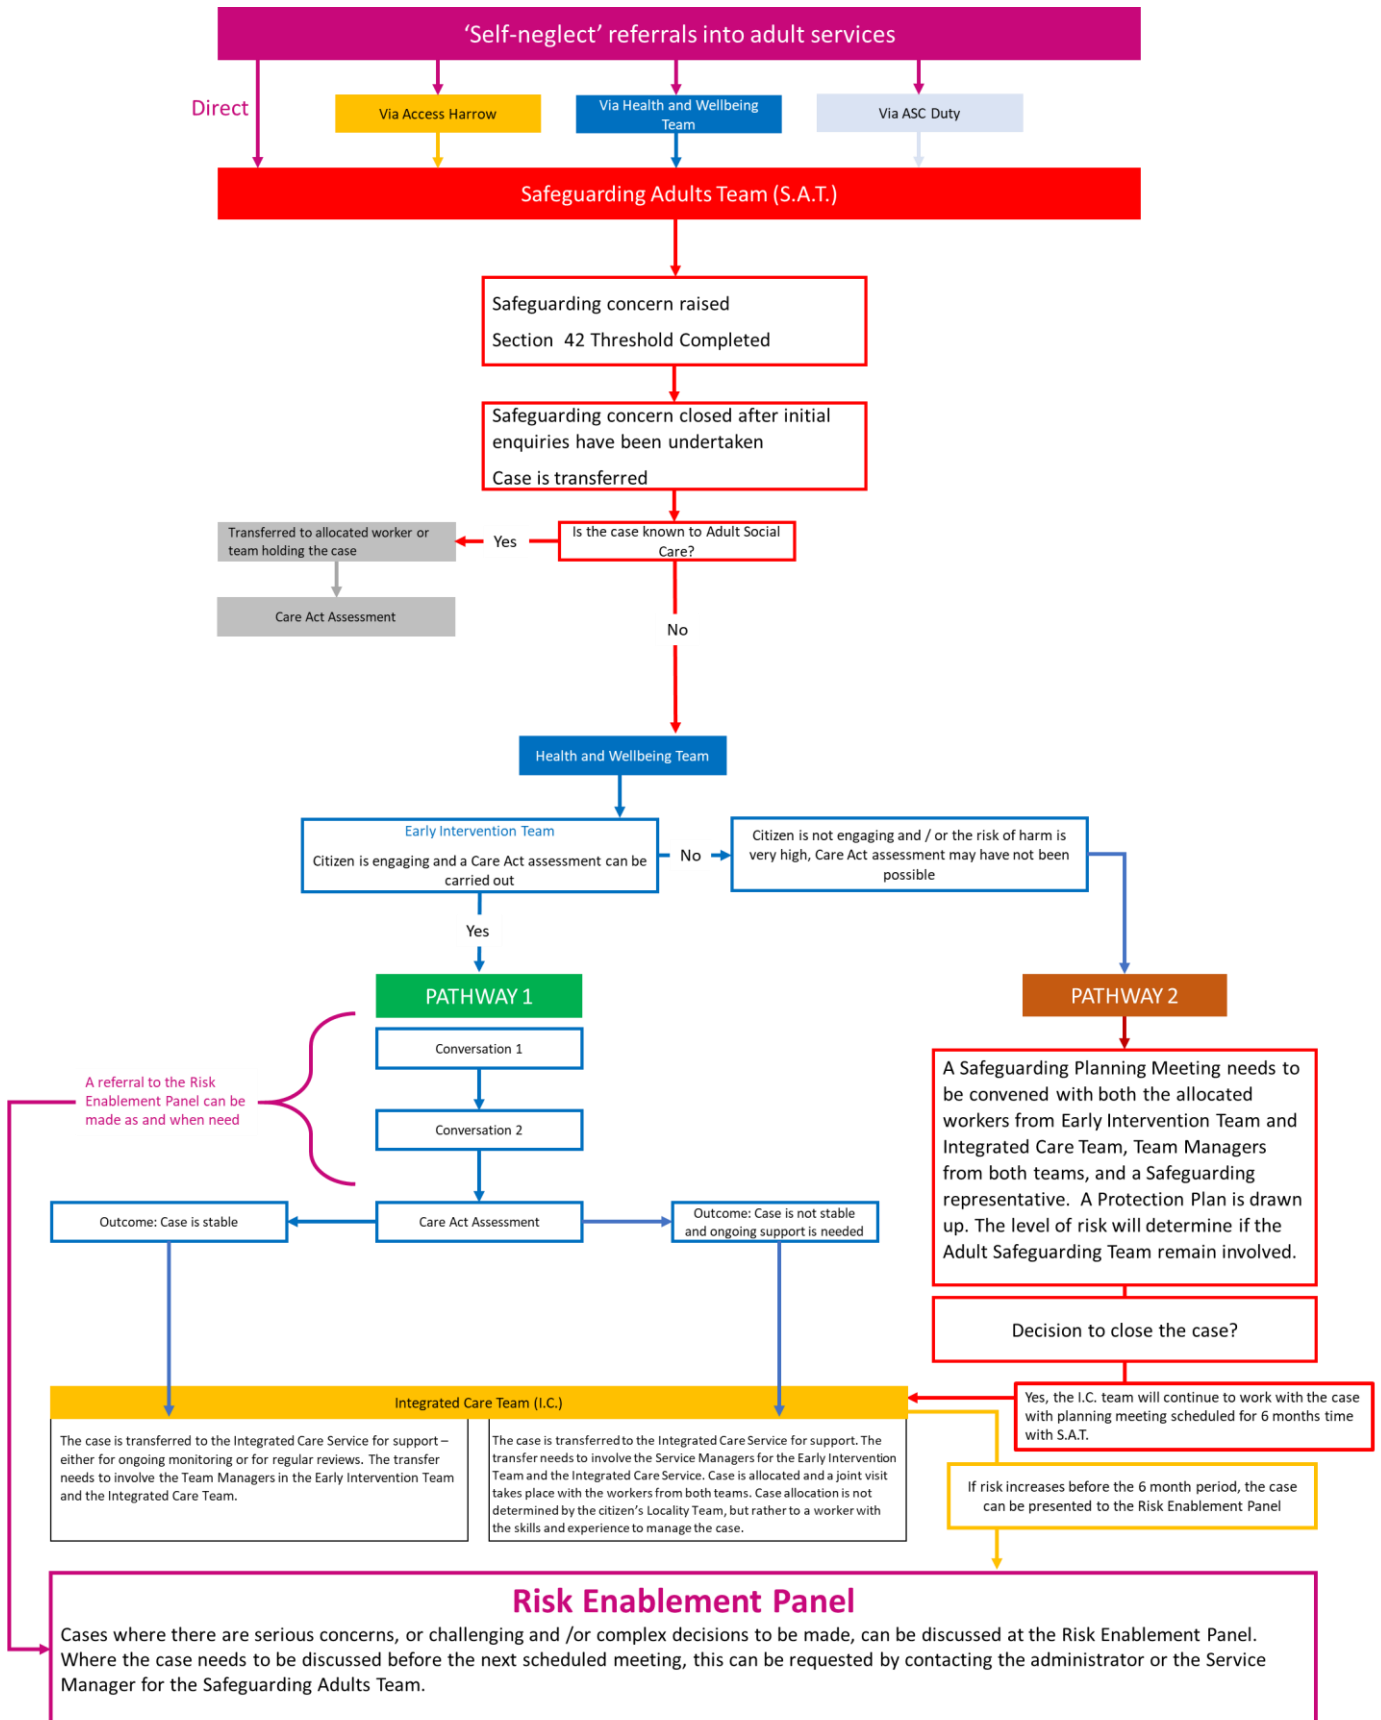 ‘Self-neglect’ referrals into adult services
Direct
Via Access Harrow
Via Health and Wellbeing
Team
Via ASC Duty
Safeguarding Adults Team (S.A.T.)
Safeguarding concern raised
Section  42 Threshold Completed
Safeguarding concern closed after initial
enquiries have been undertaken
Case is transferred
Is the case known to Adult Social
Care?
Yes
Transferred to allocated worker or
team holding the case
Care Act Assessment
No
Health and Wellbeing Team
Early Intervention Team
Citizen is engaging and a Care Act assessment can be
carried out
No
Citizen is not engaging and / or the risk of harm is
very high, Care Act assessment may have not been
possible
Yes
PATHWAY 1
Conversation 1
Conversation 2
A referral to the Risk
Enablement Panel can be
made as and when need
Outcome: Case is stable
Care Act Assessment
Outcome: Case is not stable
and ongoing support is needed
PATHWAY 2
A Safeguarding Planning Meeting needs to
be convened with both the allocated
workers from Early Intervention Team and
Integrated Care Team, Team Managers
from both teams, and a Safeguarding
representative.  A Protection Plan is drawn
up. The level of risk will determine if the
Adult Safeguarding Team remain involved.
Decision to close the case?
Yes, the I.C. team will continue to work with the case
with planning meeting scheduled for 6 months time
with S.A.T.
Integrated Care Team (I.C.)
The case is transferred to the Integrated Care Service for support –
either for ongoing monitoring or for regular reviews. The transfer
needs to involve the Team Managers in the Early Intervention Team
and the Integrated Care Team.
The case is transferred to the Integrated Care Service for support. The
transfer needs to involve the Service Managers for the Early Intervention
Team and the Integrated Care Service. Case is allocated and a joint visit
takes place with the workers from both teams. Case allocation is not
determined by the citizen’s Locality Team, but rather to a worker with
the skills and experience to manage the case.
If risk increases before the 6 month period, the case
can be presented to the Risk Enablement Panel
Risk Enablement Panel
Cases where there are serious concerns, or challenging and /or complex decisions to be made, can be discussed at the Risk Enablement Panel.
Where the case needs to be discussed before the next scheduled meeting, this can be requested by contacting the administrator or the Service
Manager for the Safeguarding Adults Team.